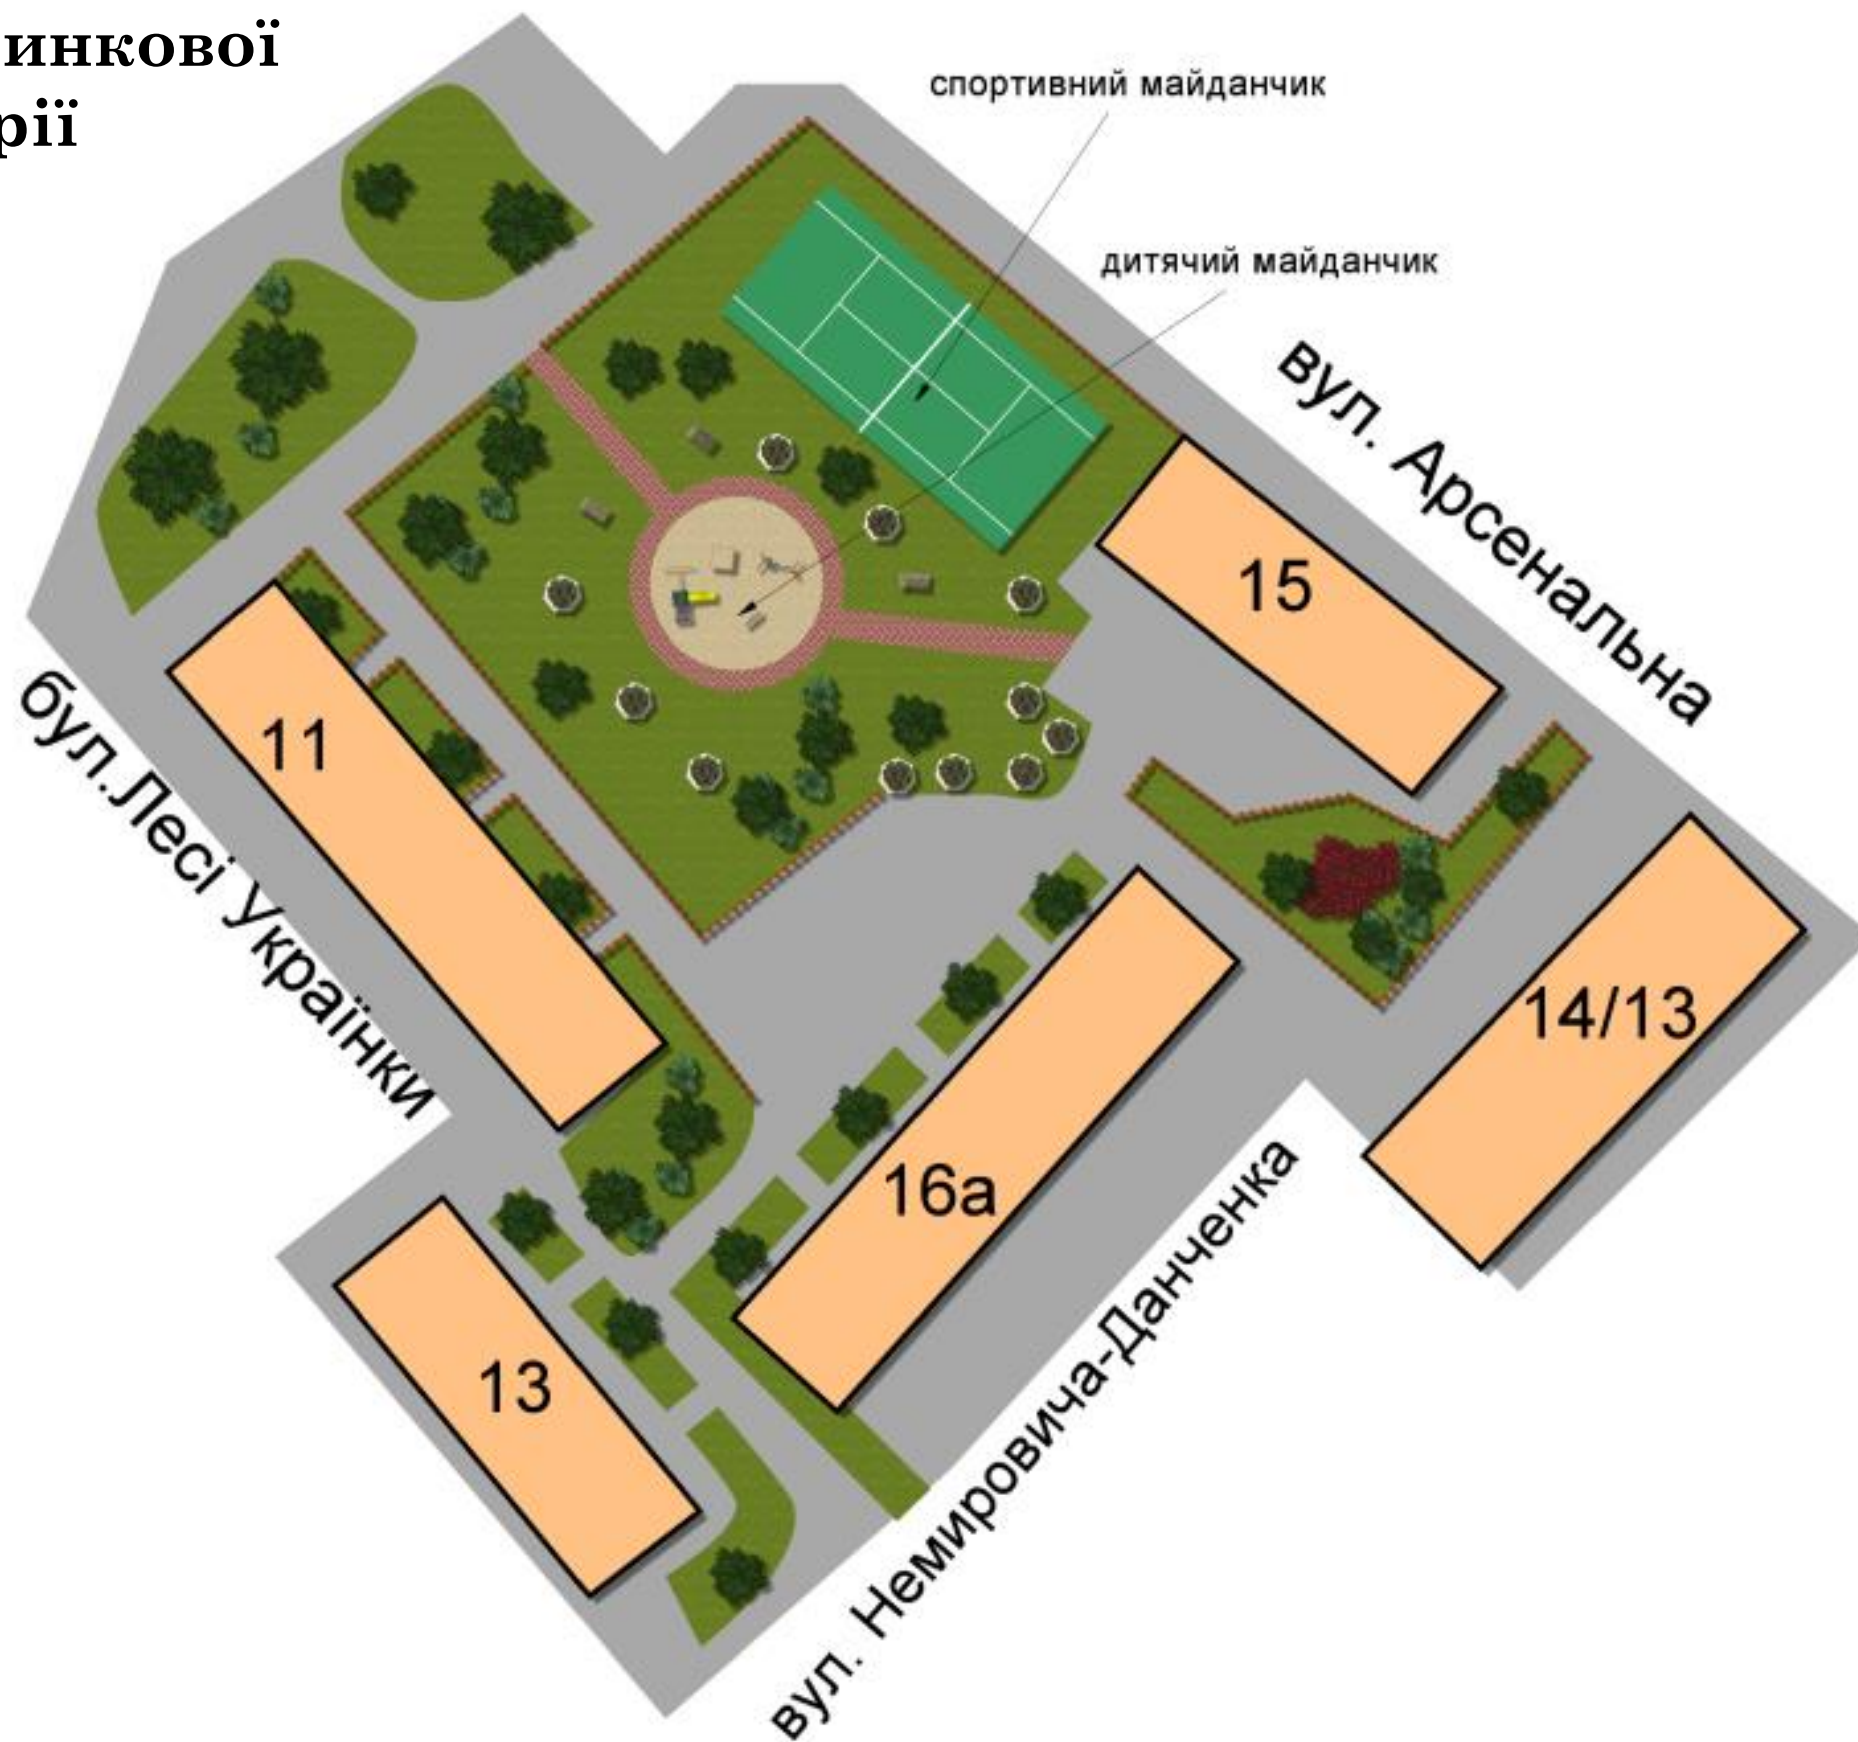 инкової
рії
спортивний майданчик
дитячий майданчик
вул. Арсенальна
15
11
бул.Лесі Українки
14/13
16а
вул. Немировича-Данченка
13